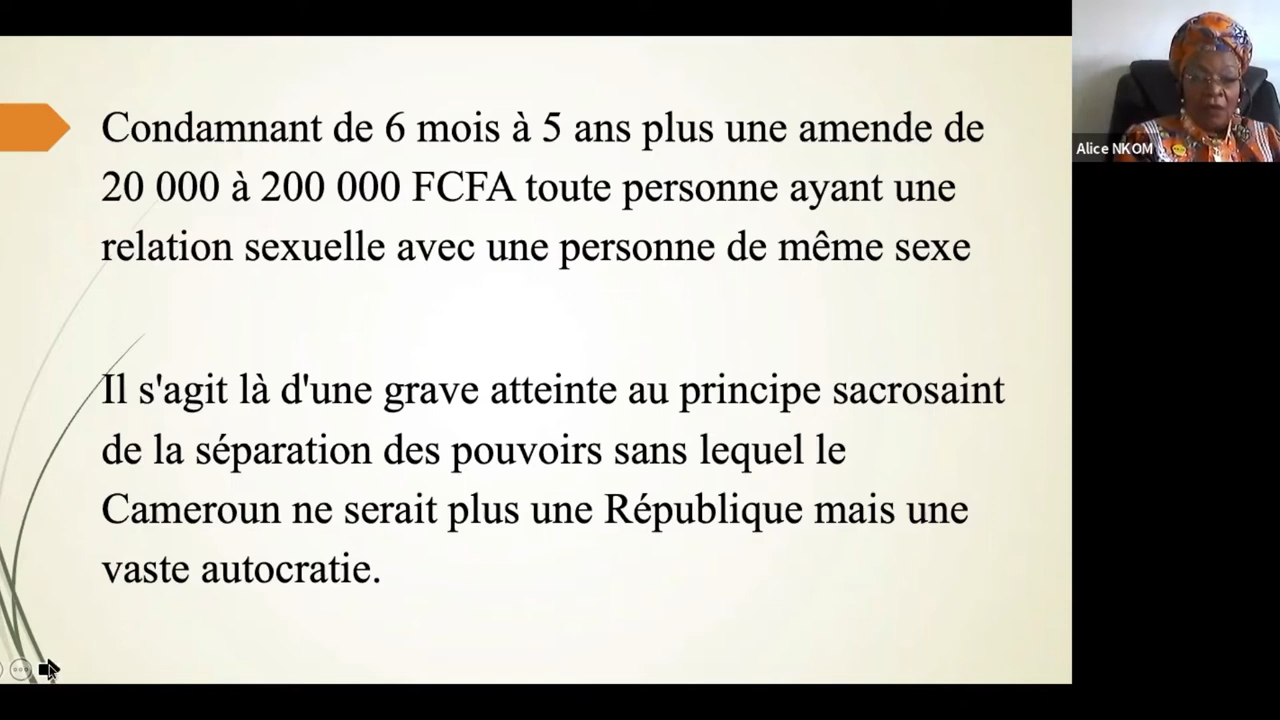 Condamnant de 6 mois à 5 ans plus une amende de
20 000 à 200 000 FCFA toute personne ayant une
relation sexuelle avec une personne de même sexe
Il s'agit là d'une grave atteinte au principe sacrosaint
de la séparation des pouvoirs sans lequel le
Cameroun ne serait plus une République mais une
vaste autocratie.
Alice NKOM